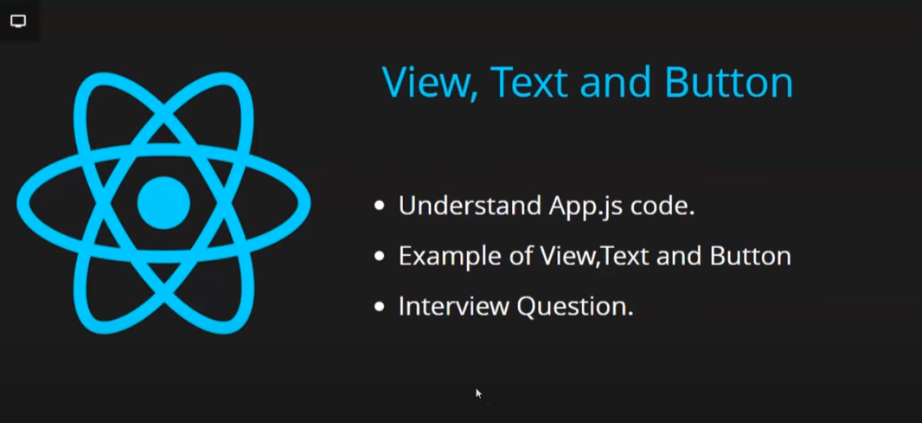 View, Text and Button
Understand App.js code.
Example of View,Text and Button
Interview Question.